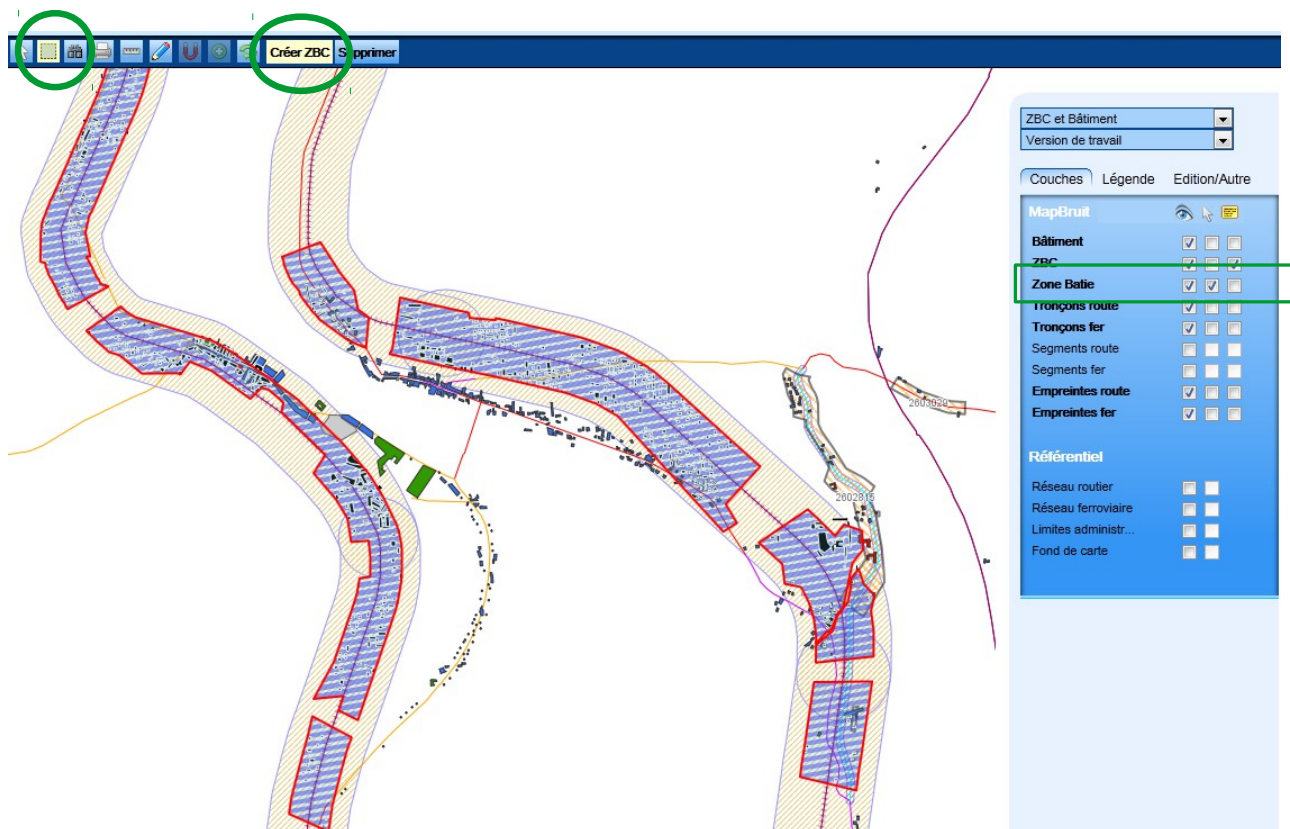 Créer ZBC Supprimer
ZBC et Bâtiment
Version de travail
Couches Légende Edition/Autre
MapBruit
Bâtiment
ZBC
Zone Batie
Tronçons route
Tronçons fer
Segments route
Segments fer
Empreintes route
Empreintes fer
Référentiel
Réseau routier
Réseau ferroviaire
Limites administr...
Fond de carte
2603029
2602815